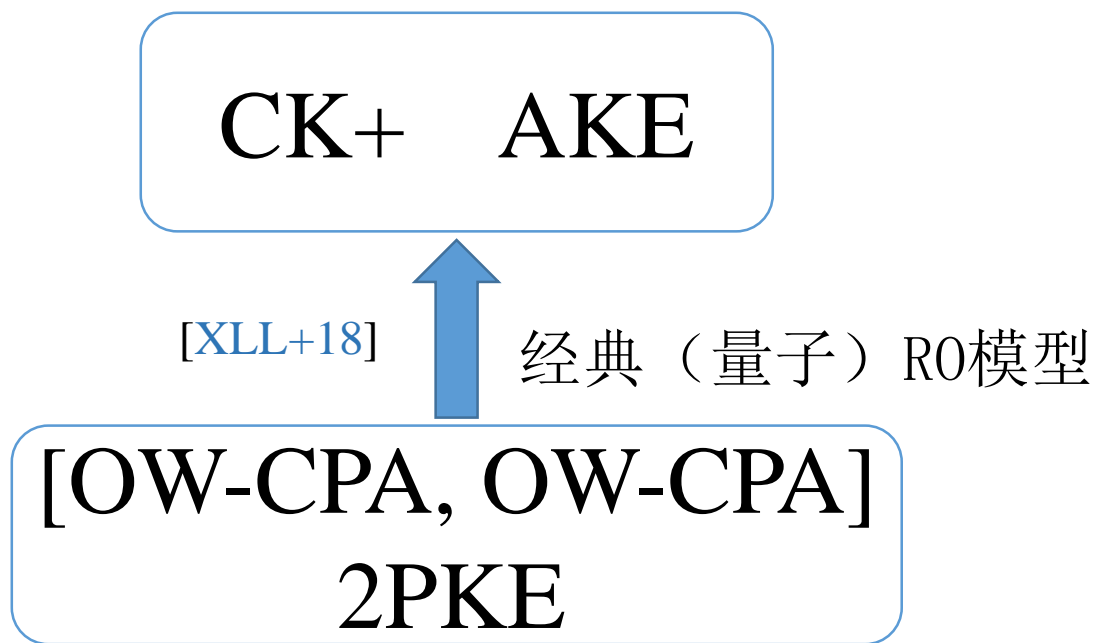 CK+ AKE
[XLL+18]
经典（量子）RO模型
[OW-CPA, OW-CPA]
2PKE